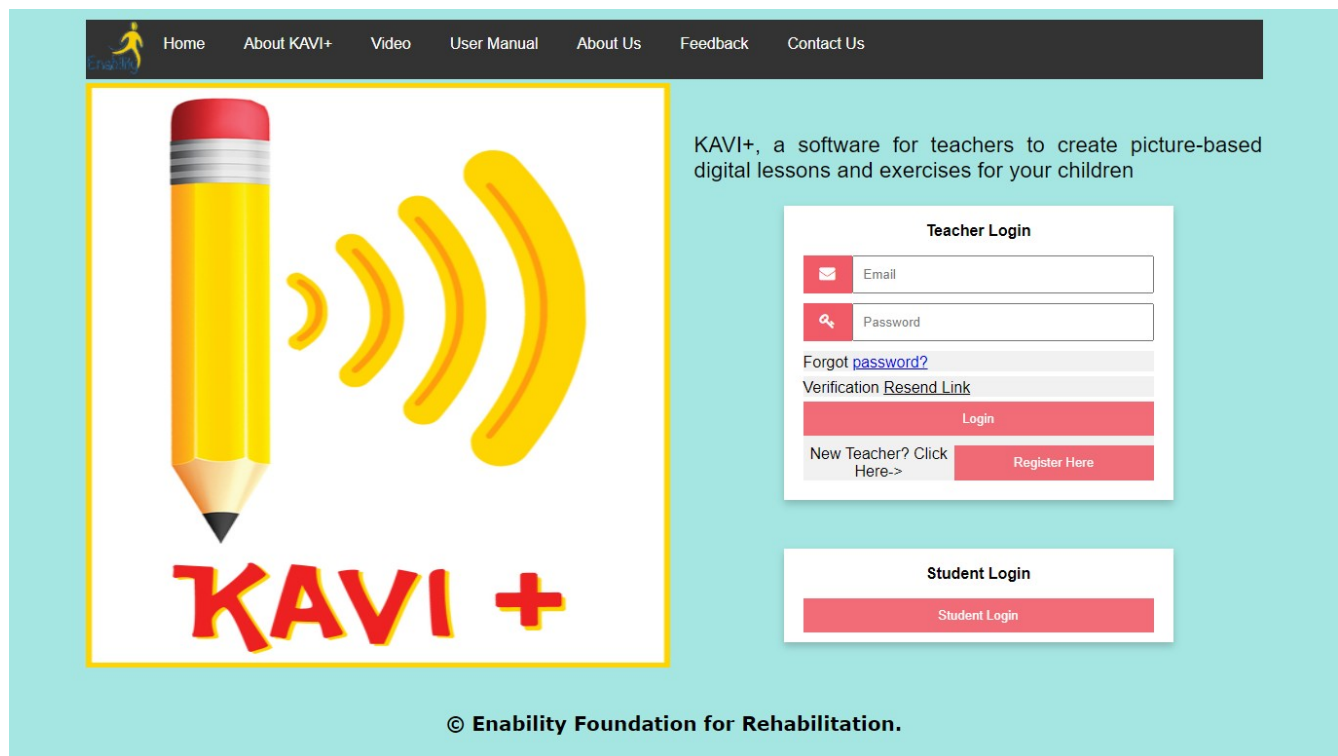 Enability
Home About KAVI+ Video User Manual About Us Feedback Contact Us
KAVI +
KAVI+, a software for teachers to create picture-based
digital lessons and exercises for your children
Teacher Login
Email
Password
Forgot password?
Verification Resend Link
Login
New Teacher? Click
Here->
Register Here
Student Login
Student Login
© Enability Foundation for Rehabilitation.